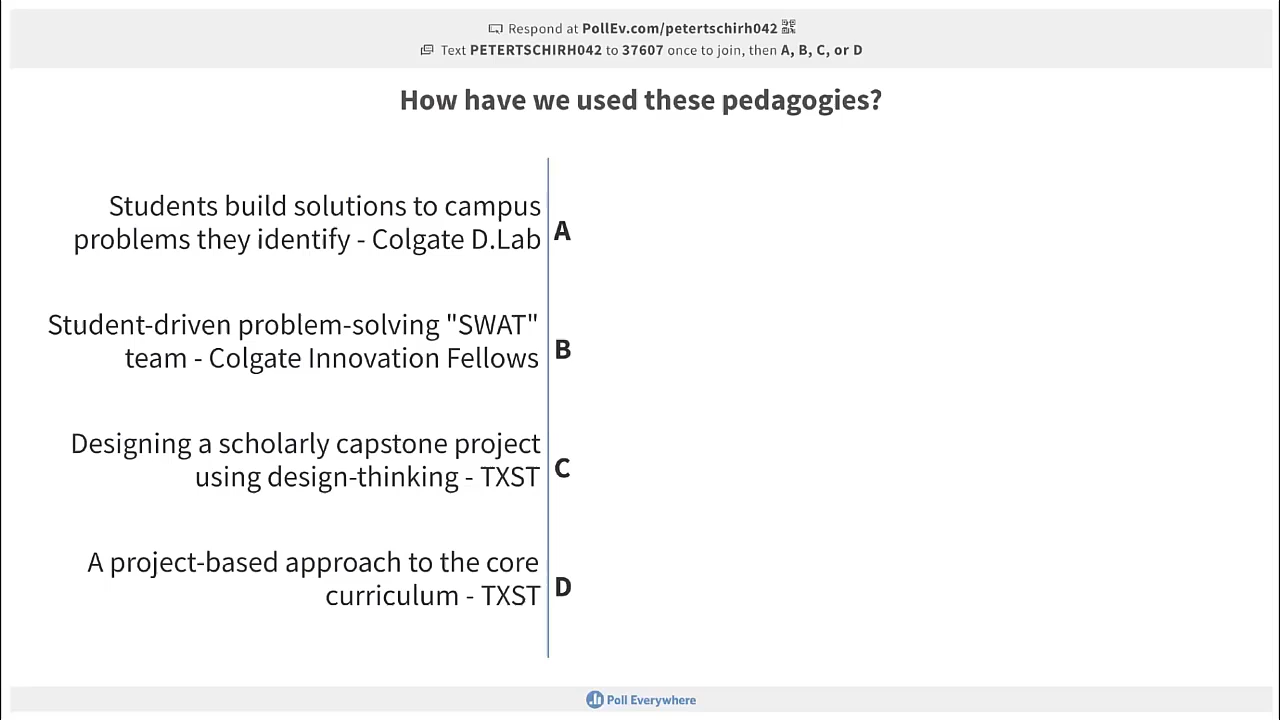 Respond at PollEv.com/petertschirh042
Text PETERTSCHIRH042 to 37607 once to join, then A, B, C, or D
How have we used these pedagogies?
Students build solutions to campus
problems they identify - Colgate D.Lab
A
Student-driven problem-solving "SWAT"
team - Colgate Innovation Fellows
B
Designing a scholarly capstone project
using design-thinking - TXST
C
A project-based approach to the core
curriculum - TXST
D
Poll Everywhere